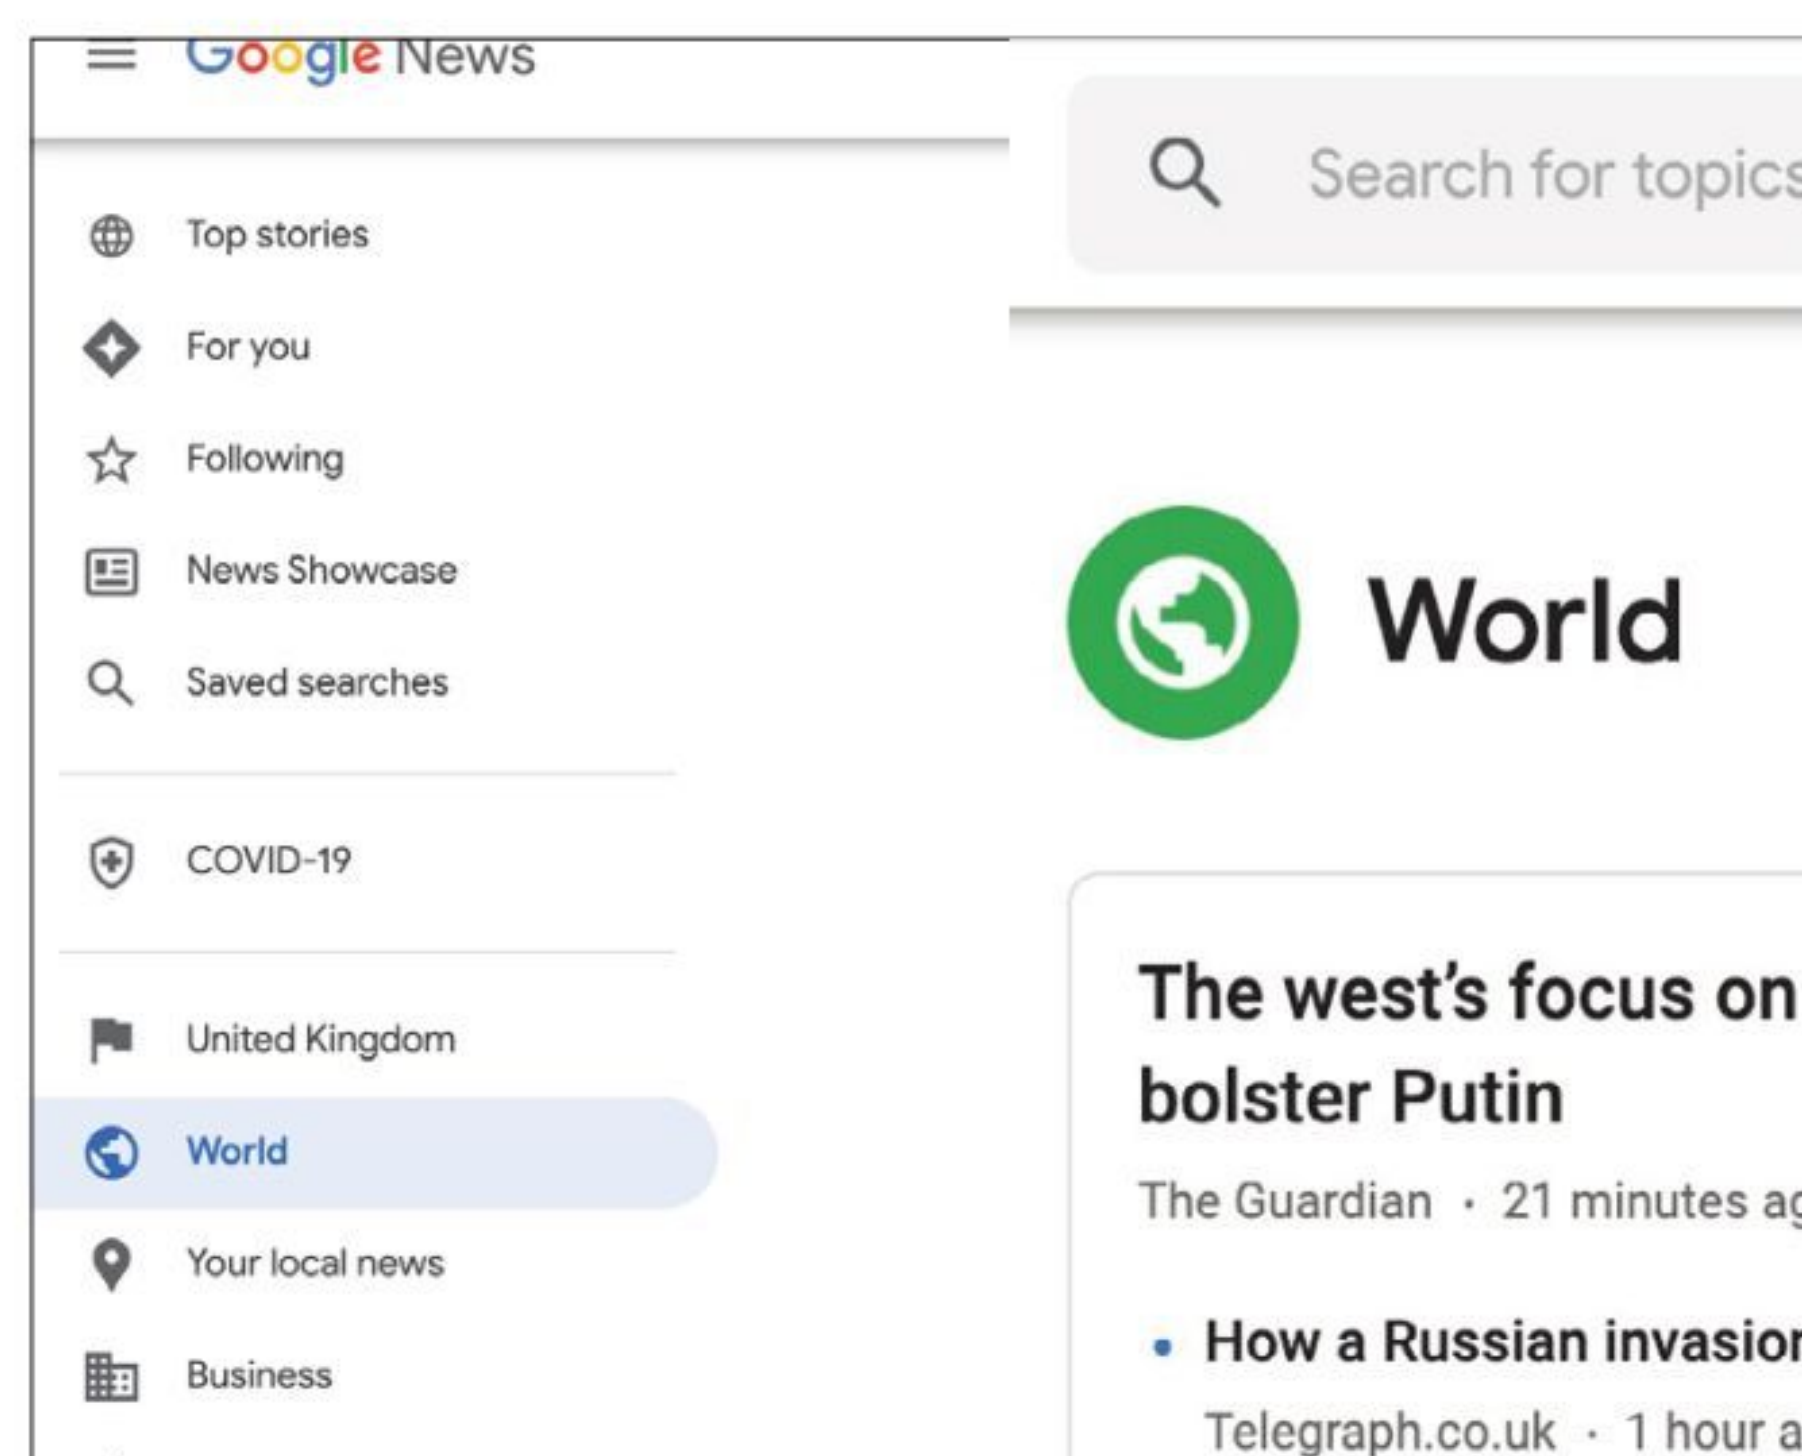 Google News
Top stories
For you
Following
News Showcase
Saved searches
COVID-19
United Kingdom
World
Your local news
Business
Search for topics
World
The west's focus on
bolster Putin
The Guardian · 21 minutes ag
How a Russian invasion
Telegraph.co.uk · 1 hour a